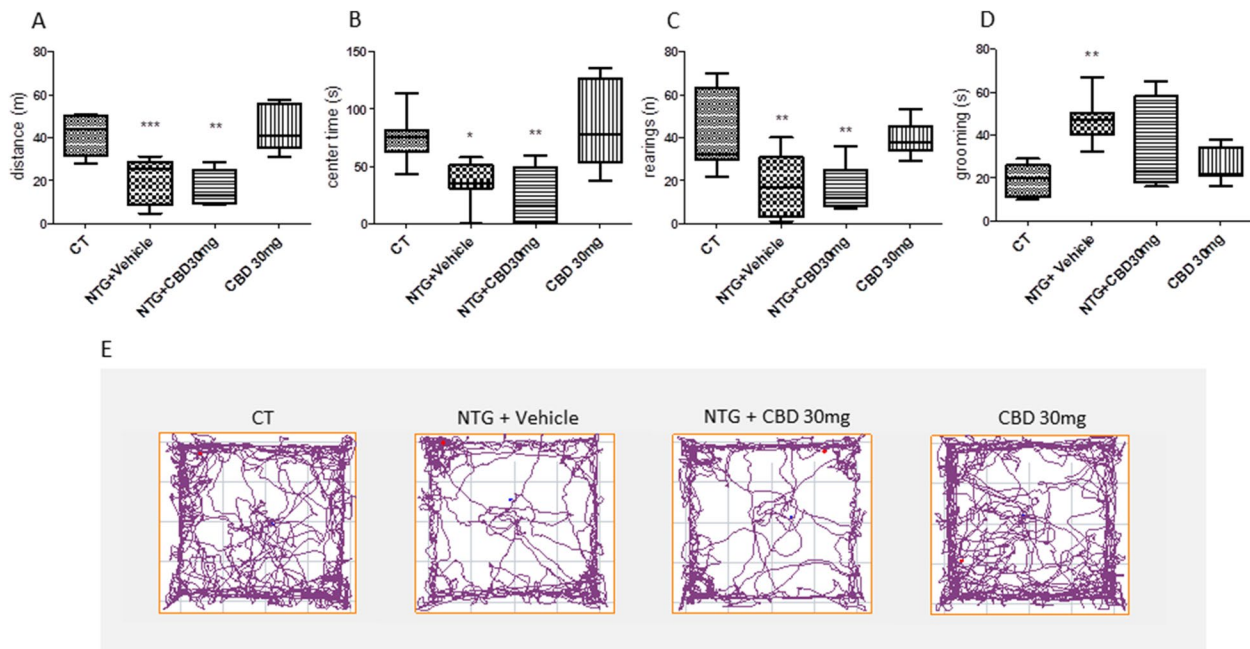 A
B
C
D
distance (m)
80
60
40
20
0
***
**
CT
NTG+Vehicle
NTG+CBD30mg
CBD 30mg
center time (s)
150
100
50
0
*
**
CT
NTG+Vehicle
NTG+CBD30mg
CBD 30mg
rearings (n)
80
60
40
20
0
**
**
CT
NTG+Vehicle
NTG+CBD30mg
CBD 30mg
grooming (s)
80
60
40
20
0
**
CT
NTG+ Vehicle
NTG+CBD30mg
CBD 30mg
E
CT
NTG + Vehicle
NTG + CBD 30mg
CBD 30mg